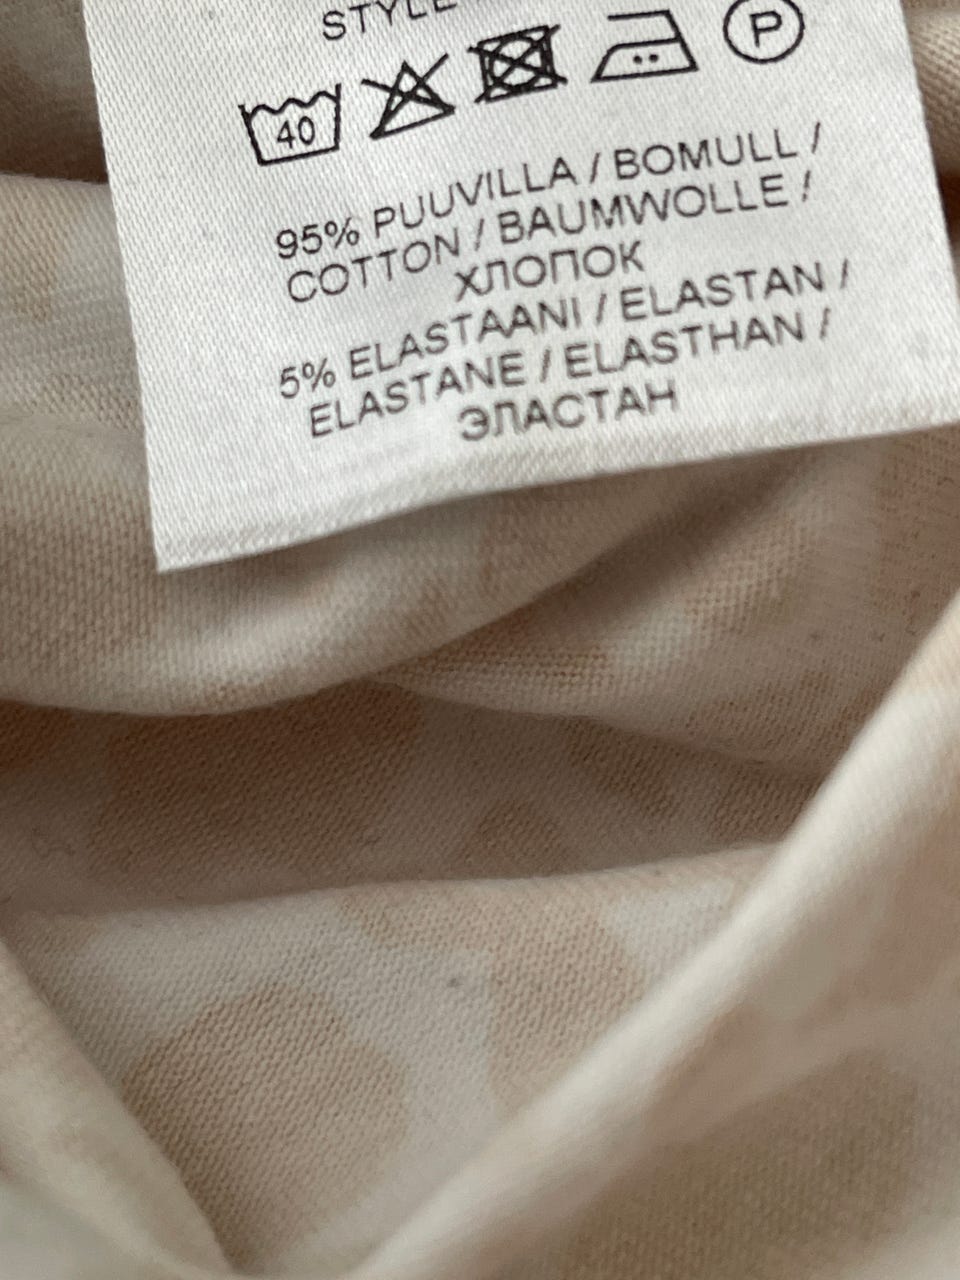 STYLE
40 P
95% PUUVILLA / BOMULL /
COTTON / BAUMWOLLE /
ХЛОПОК
5% ELASTAANI / ELASTAN /
ELASTANE / ELASTHAN /
ЭЛАСТАН